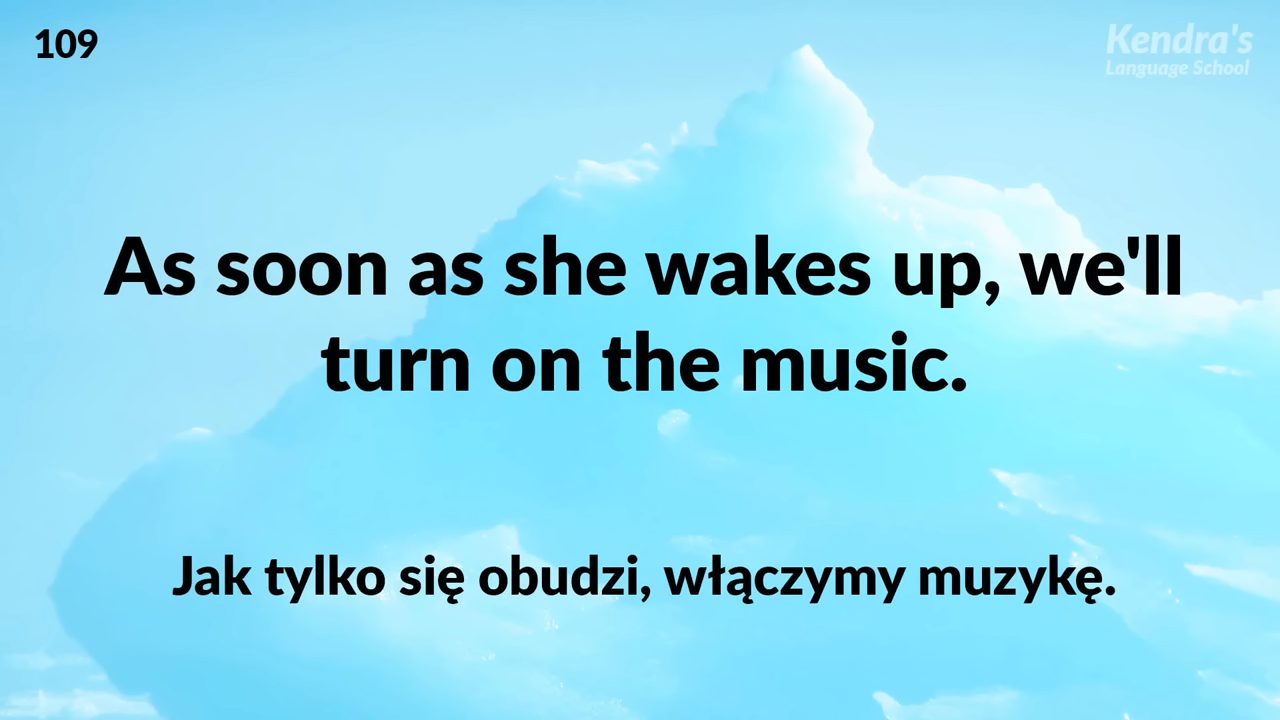 109
Kendra's
Language School
As soon as she wakes up, we'll
turn on the music.
Jak tylko się obudzi, włączymy muzykę.